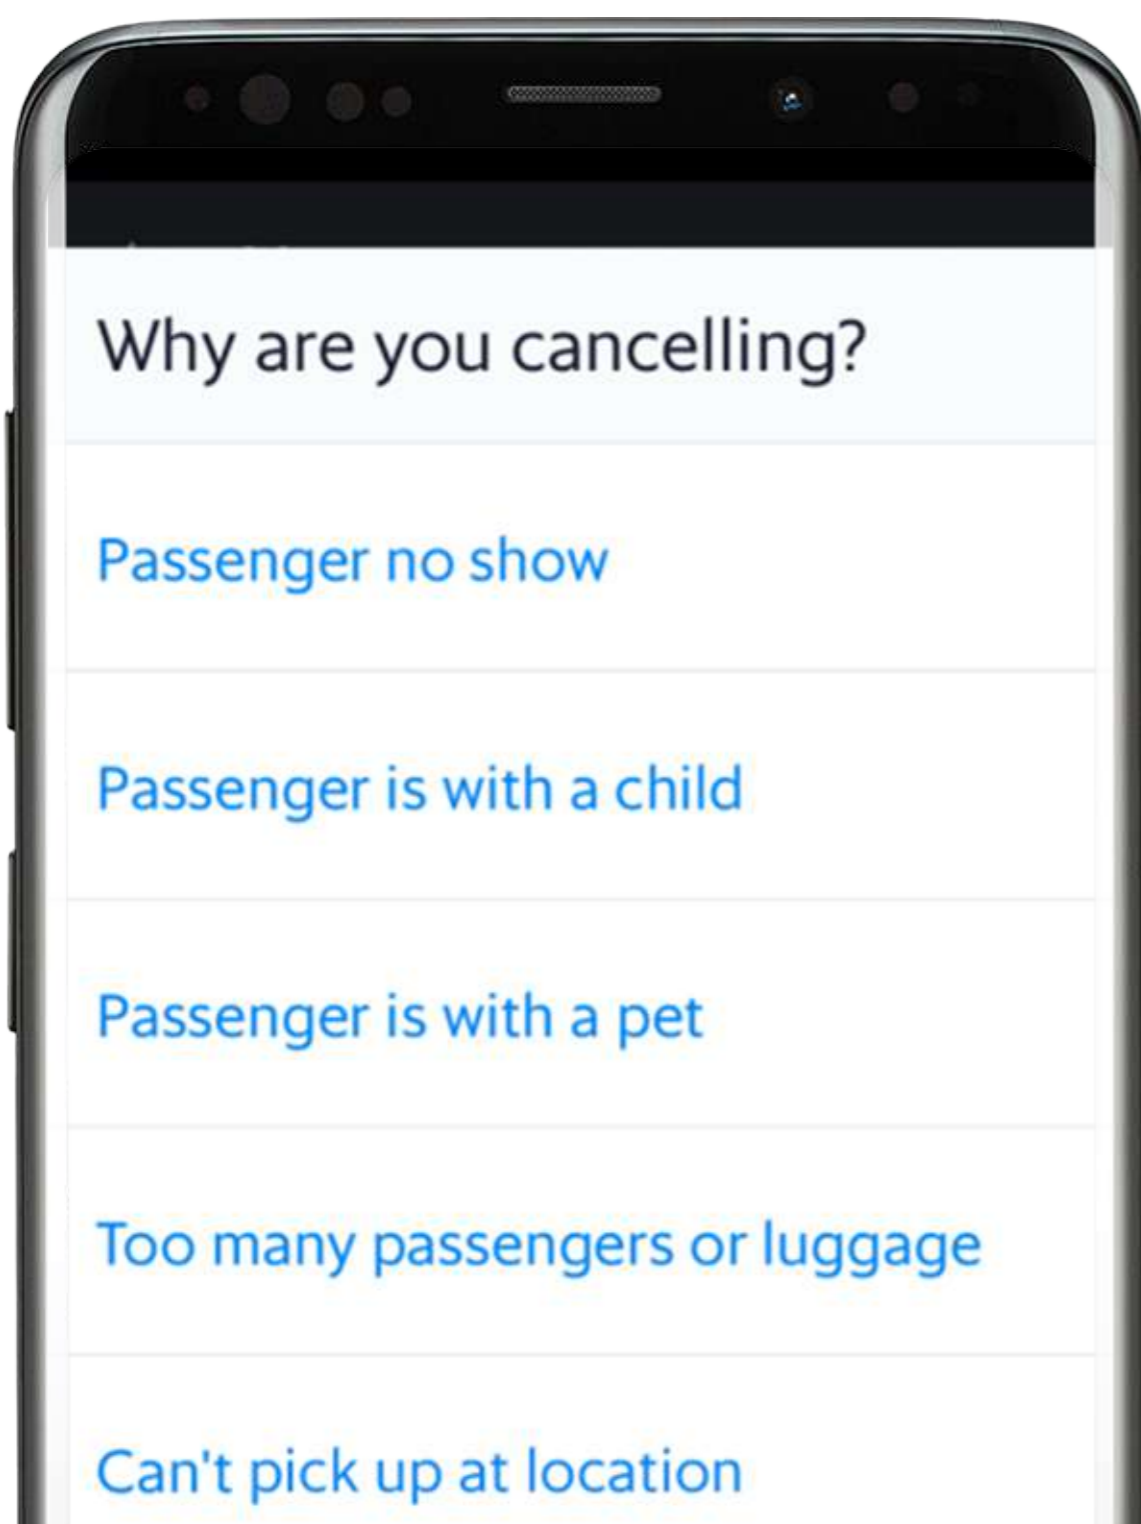 Why are you cancelling?
Passenger no show
Passenger is with a child
Passenger is with a pet
Too many passengers or luggage
Can't pick up at location